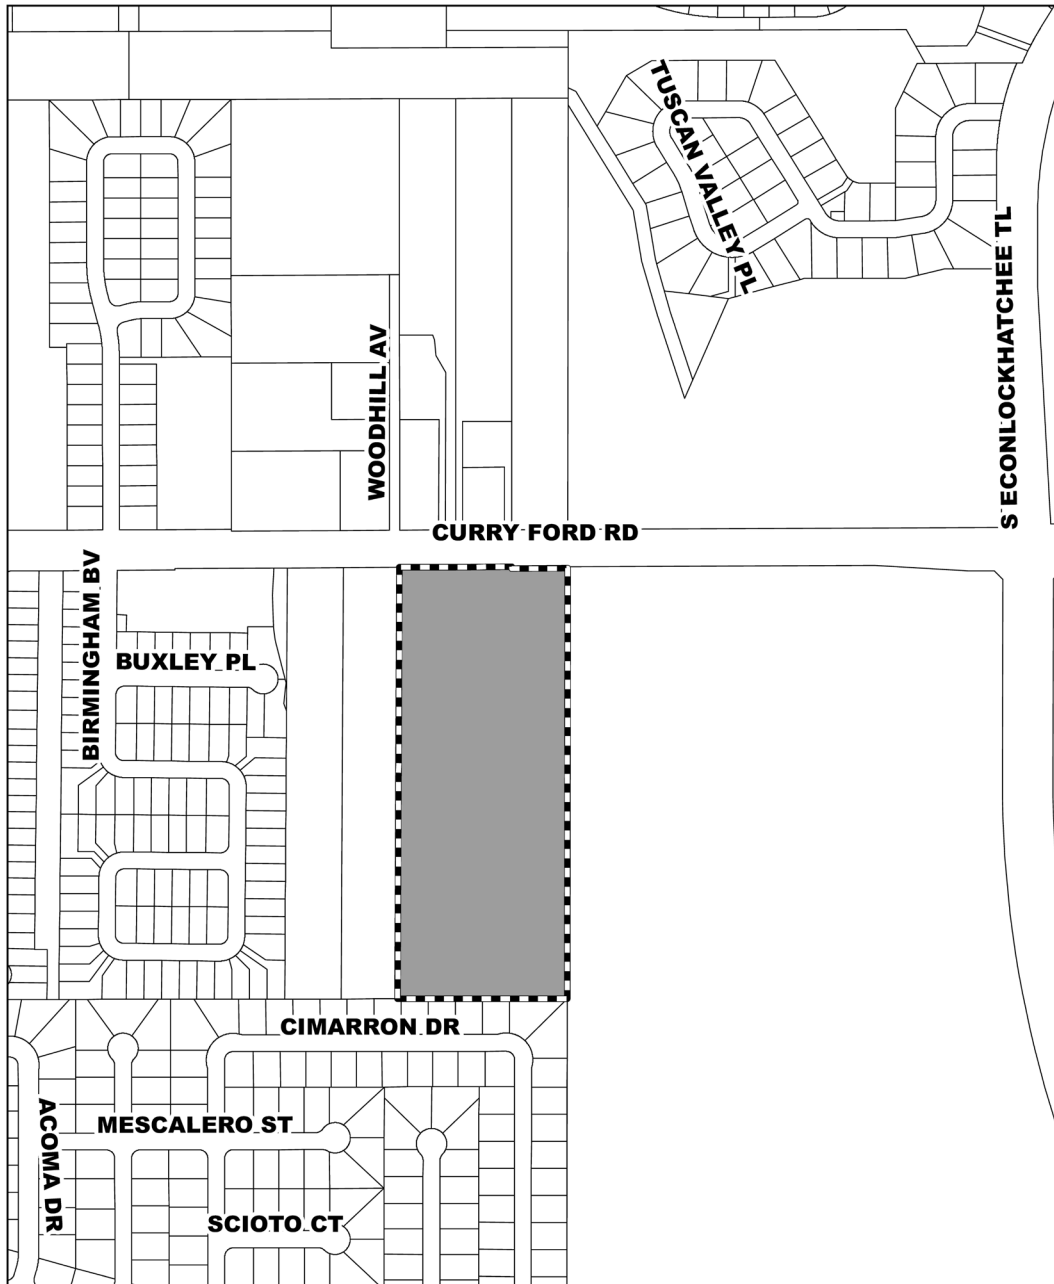 TUSCAN VALLEY PL
S ECONLOCKHATCHEE TL
WOODHILL AV
CURRY FORD RD
BIRMINGHAM BV
BUXLEY PL
CIMARRON DR
ACOMA DR
MESCALERO ST
SCIOTO CT